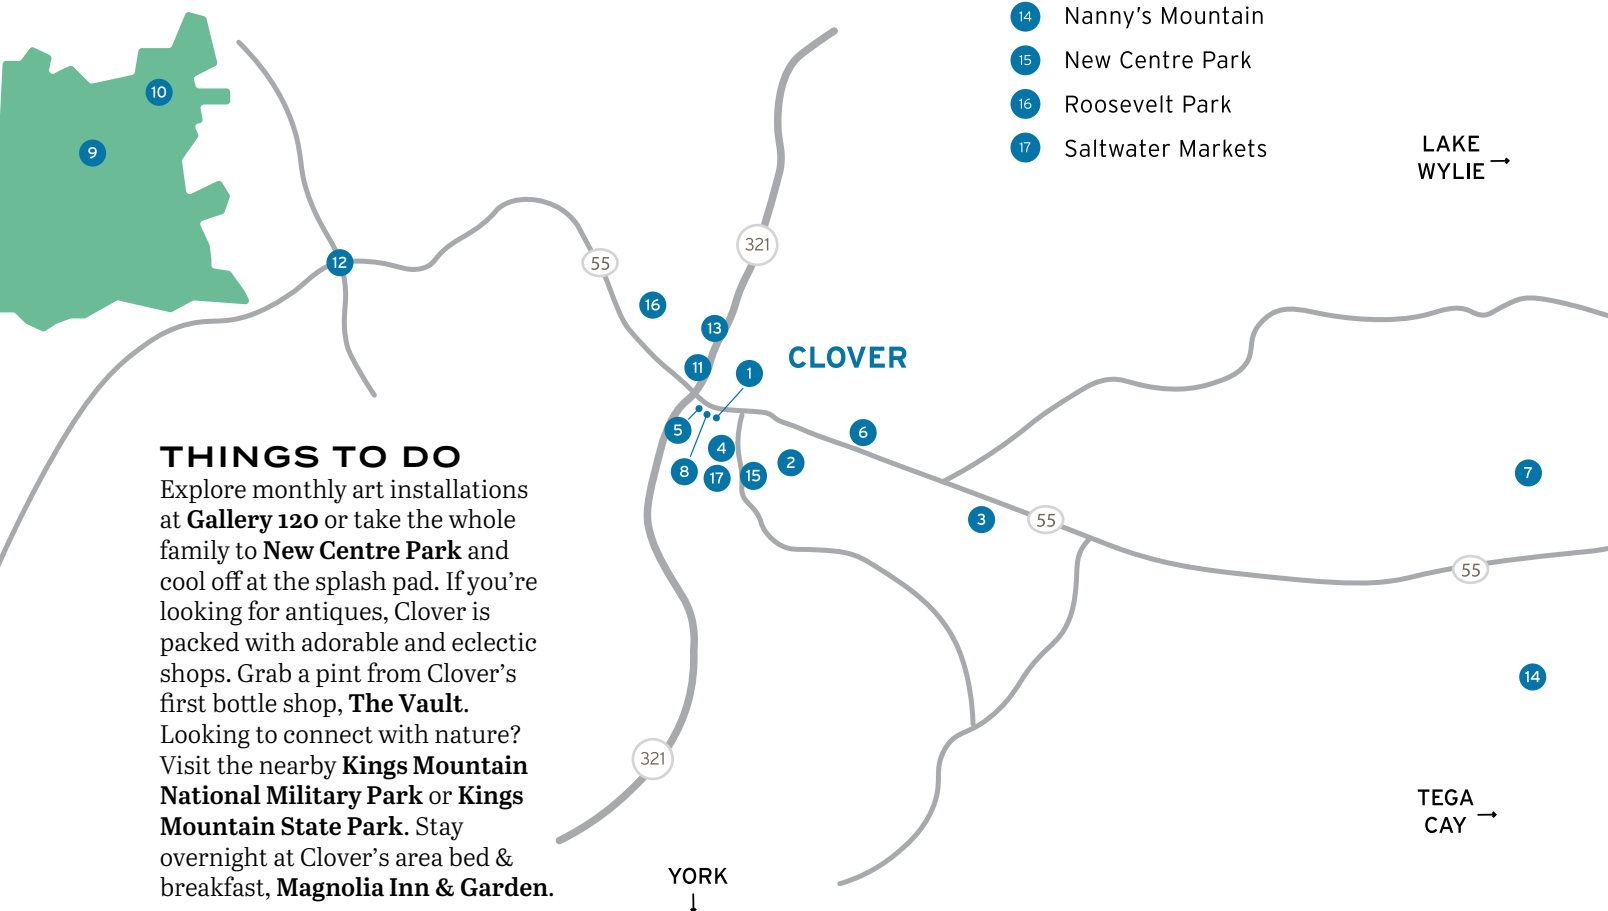 14 Nanny’s Mountain
15 New Centre Park
16 Roosevelt Park
17 Saltwater Markets
LAKE
WYLIE
10
9
12
55
321
16
13
11
1
CLOVER
5
8
4
17
15
2
6
3
55
7
55
14
321
THINGS TO DO
Explore monthly art installations
at Gallery 120 or take the whole
family to New Centre Park and
cool off at the splash pad. If you’re
looking for antiques, Clover is
packed with adorable and eclectic
shops. Grab a pint from Clover’s
first bottle shop, The Vault.
Looking to connect with nature?
Visit the nearby Kings Mountain
National Military Park or Kings
Mountain State Park. Stay
overnight at Clover’s area bed &
breakfast, Magnolia Inn & Garden.
YORK
TEGA
CAY